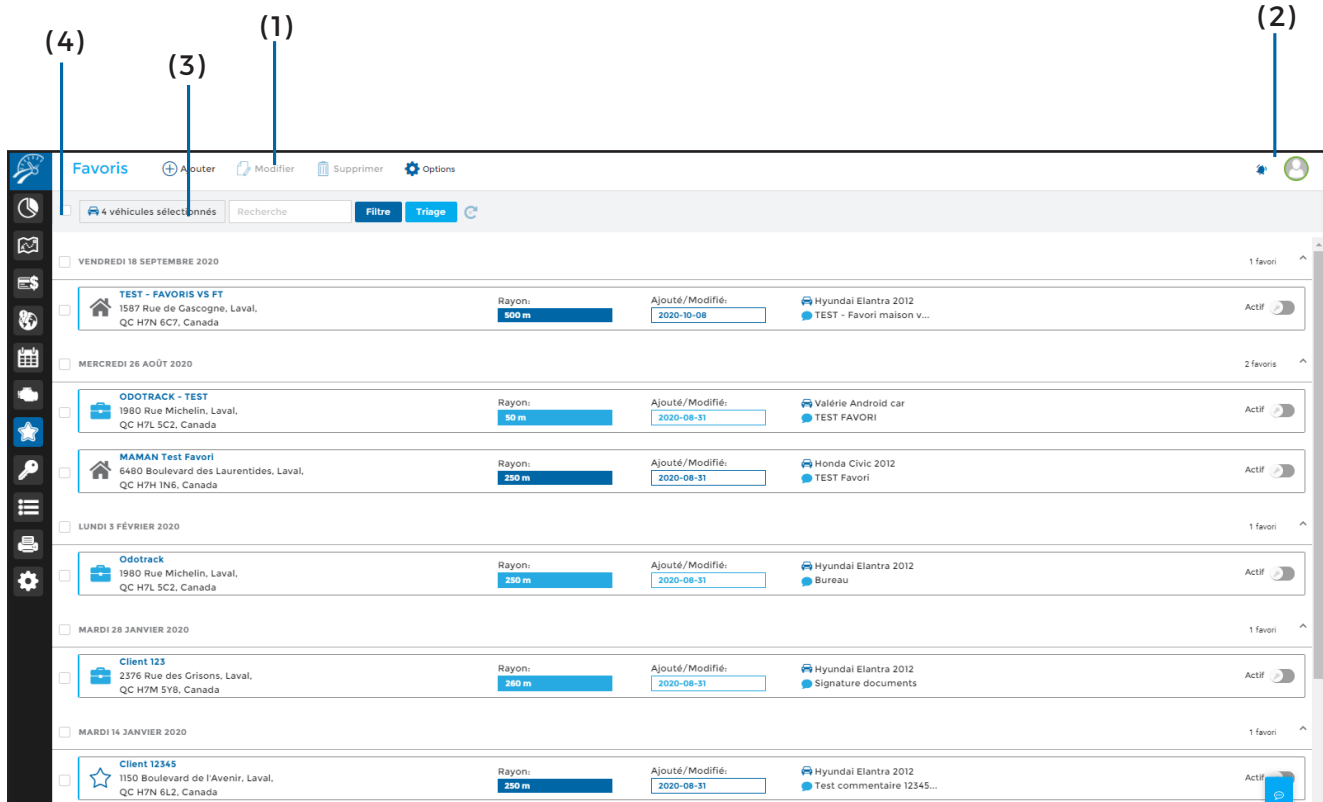 (1)
(2)
(4)
(3)
Favoris Ajouter Modifier Supprimer Options
4 véhicules sélectionnés Recherche Filtre Triage
VENDREDI 18 SEPTEMBRE 2020 1 favori
TEST - FAVORIS VS FT
1587 Rue de Gascogne, Laval,
QC H7N 6C7, Canada
Rayon:
500 m
Ajouté/Modifié:
2020-10-08
Hyundai Elantra 2012
TEST - Favori maison v...
Actif
MERCREDI 26 AOÛT 2020 2 favoris
ODOTRACK - TEST
1980 Rue Michelin, Laval,
QC H7L 5C2, Canada
Rayon:
50 m
Ajouté/Modifié:
2020-08-31
Valérie Android car
TEST FAVORI
Actif
MAMAN Test Favori
6480 Boulevard des Laurentides, Laval,
QC H7H 1N6, Canada
Rayon:
250 m
Ajouté/Modifié:
2020-08-31
Honda Civic 2012
TEST Favori
Actif
LUNDI 3 FÉVRIER 2020 1 favori
Odotrack
1980 Rue Michelin, Laval,
QC H7L 5C2, Canada
Rayon:
250 m
Ajouté/Modifié:
2020-08-31
Hyundai Elantra 2012
Bureau
Actif
MARDI 28 JANVIER 2020 1 favori
Client 123
2376 Rue des Grisons, Laval,
QC H7M 5Y8, Canada
Rayon:
260 m
Ajouté/Modifié:
2020-08-31
Hyundai Elantra 2012
Signature documents
Actif
MARDI 14 JANVIER 2020 1 favori
Client 12345
1150 Boulevard de l'Avenir, Laval,
QC H7N 6L2, Canada
Rayon:
250 m
Ajouté/Modifié:
2020-08-31
Hyundai Elantra 2012
Test commentaire 12345...
Actif